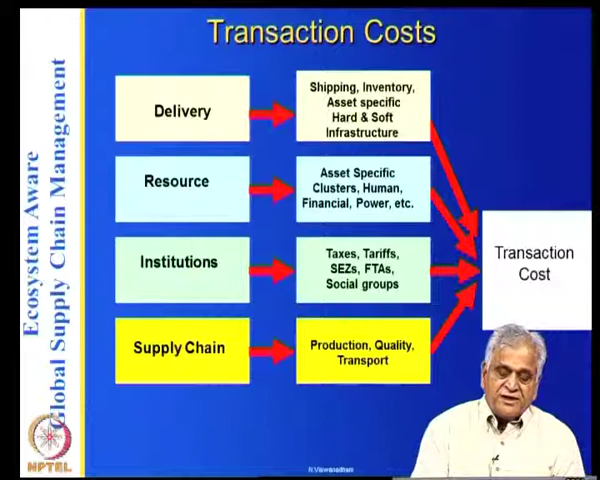 Transaction Costs
Ecosystem Aware
Global Supply Chain Management
Delivery
Shipping, Inventory,
Asset specific
Hard & Soft
Infrastructure
Resource
Asset Specific
Clusters, Human,
Financial, Power, etc.
Institutions
Taxes, Tariffs,
SEZs, FTAs,
Social groups
Supply Chain
Production, Quality,
Transport
Transaction
Cost
NPTEL
N.Viswanadham